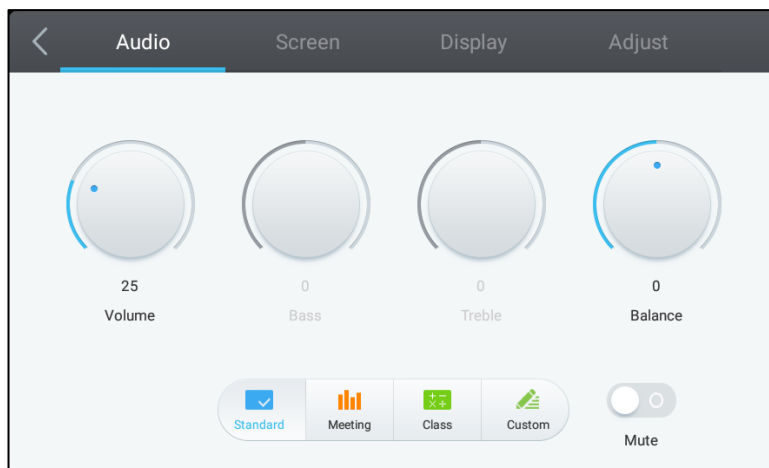 Audio Screen Display Adjust
25 0 0 0
Volume Bass Treble Balance
Standard Meeting Class Custom
Mute